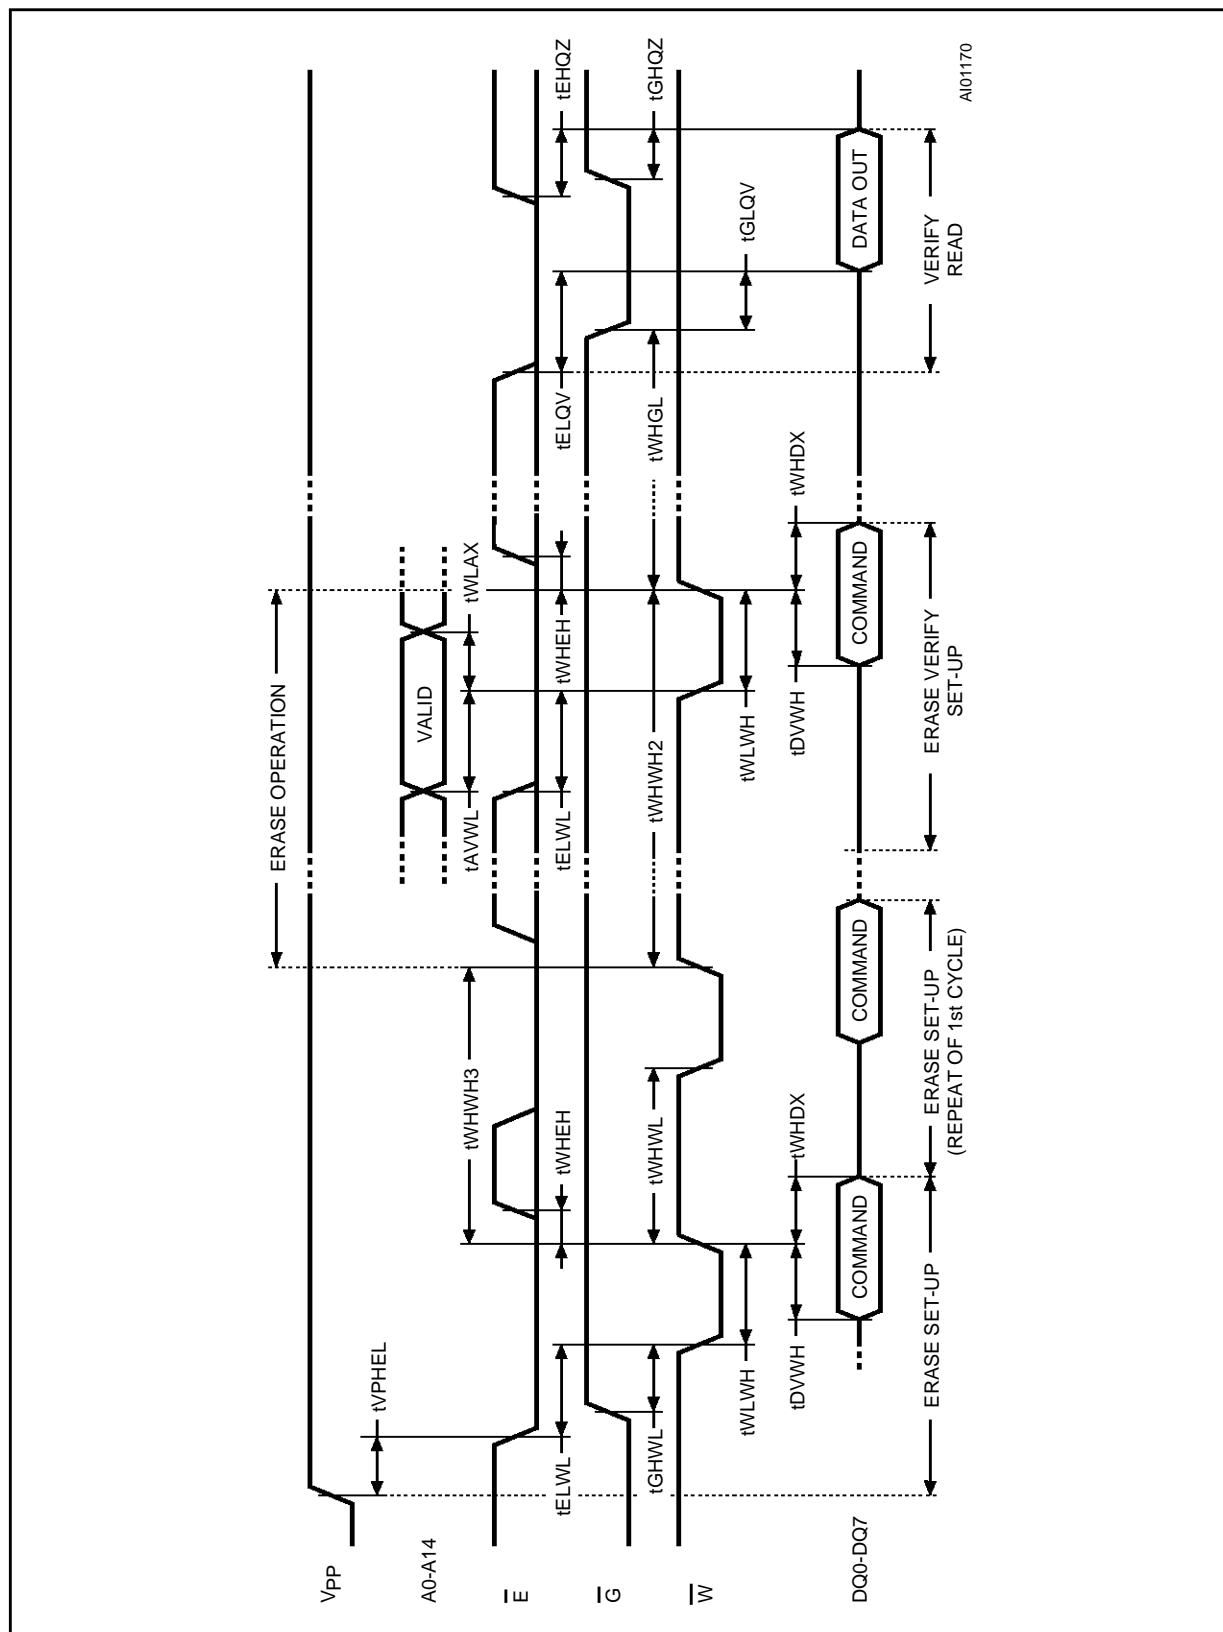 ERASE OPERATION
VPP
tVPHEL
A0-A14
VALID
tWHWH3
tAVWL
tWLAX
E
tELWL
tWHEH
tELWL
tWHEH
tELQV
tEHQZ
G
tGHWL
tWHWL
tWHWH2
tWHGL
tGHQZ
W
tWLWH
tWLWH
tGLQV
tDVWH
tWHDX
tDVWH
tWHDX
DQ0-DQ7
COMMAND
COMMAND
COMMAND
DATA OUT
ERASE SET-UP
ERASE SET-UP
(REPEAT OF 1st CYCLE)
ERASE VERIFY
SET-UP
VERIFY
READ
AI01170